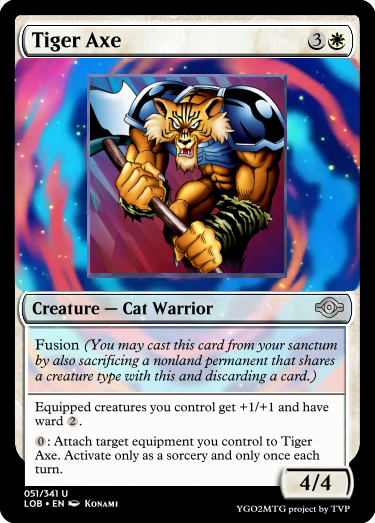 Tiger Axe 3
Creature — Cat Warrior
Fusion (You may cast this card from your sanctum
by also sacrificing a nonland permanent that shares
a creature type with this and discarding a card.)
Equipped creatures you control get +1/+1 and have
ward 2.
0: Attach target equipment you control to Tiger
Axe. Activate only as a sorcery and only once each
turn.
4/4
051/341 U
LOB • EN Konami
YGO2MTG project by TVP